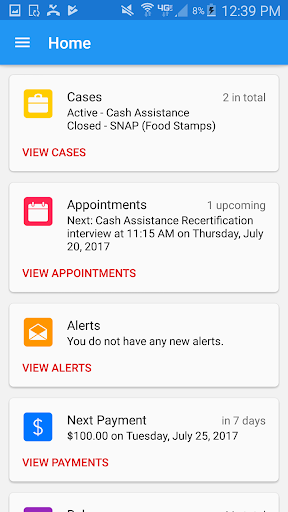 4G 8% 12:39 PM
Home
Cases 2 in total
Active - Cash Assistance
Closed - SNAP (Food Stamps)
VIEW CASES
Appointments 1 upcoming
Next: Cash Assistance Recertification
interview at 11:15 AM on Thursday, July
20, 2017
VIEW APPOINTMENTS
Alerts
You do not have any new alerts.
VIEW ALERTS
Next Payment in 7 days
$100.00 on Tuesday, July 25, 2017
VIEW PAYMENTS